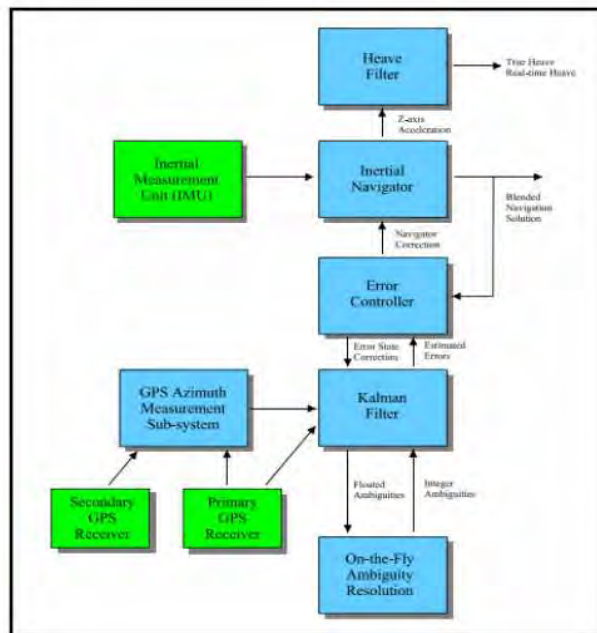 Heave
Filter
True Heave
Real-time Heave
Z-axis
Acceleration
Inertial
Measurement
Unit (IMU)
Inertial
Navigator
Blended
Navigation
Solution
Navigator
Correction
Error
Controller
Error State
Correction
Estimated
Errors
GPS Azimuth
Measurement
Sub-system
Kalman
Filter
Floated
Ambiguities
Integer
Ambiguities
Secondary
GPS
Receiver
Primary
GPS
Receiver
On-the-Fly
Ambiguity
Resolution